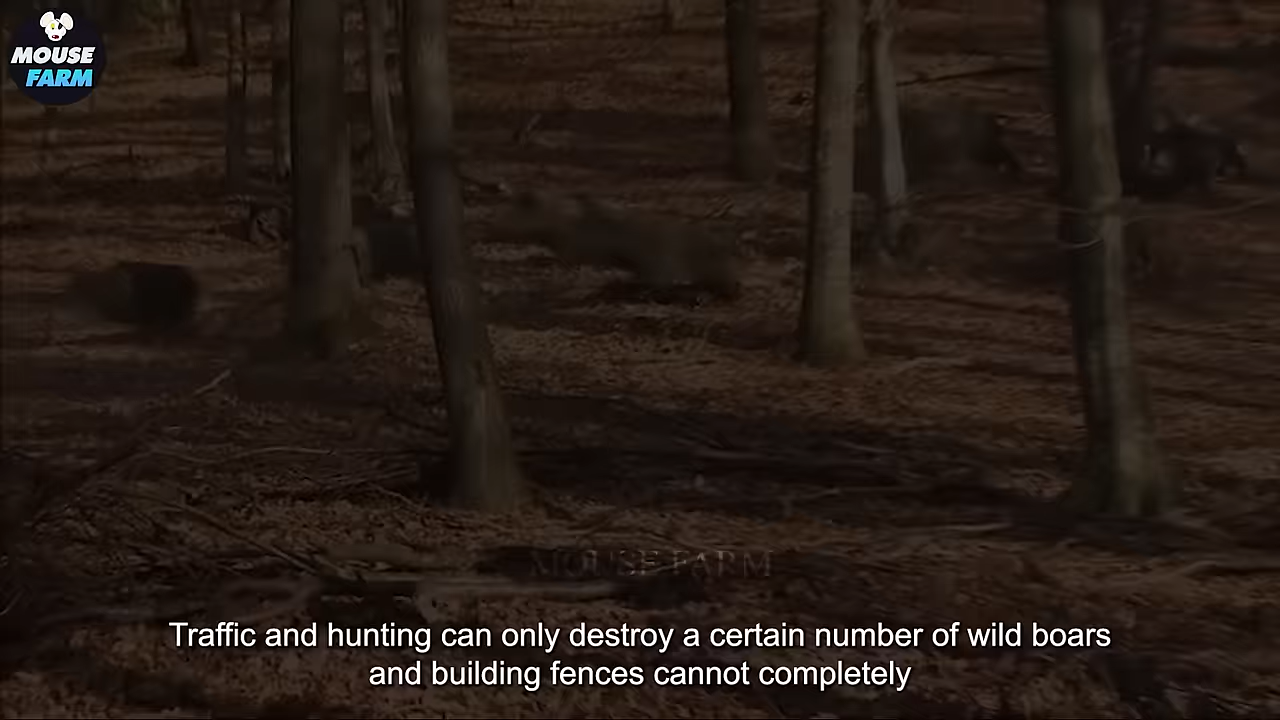 MOUSE
FARM
MOUSE FARM
Traffic and hunting can only destroy a certain number of wild boars
and building fences cannot completely